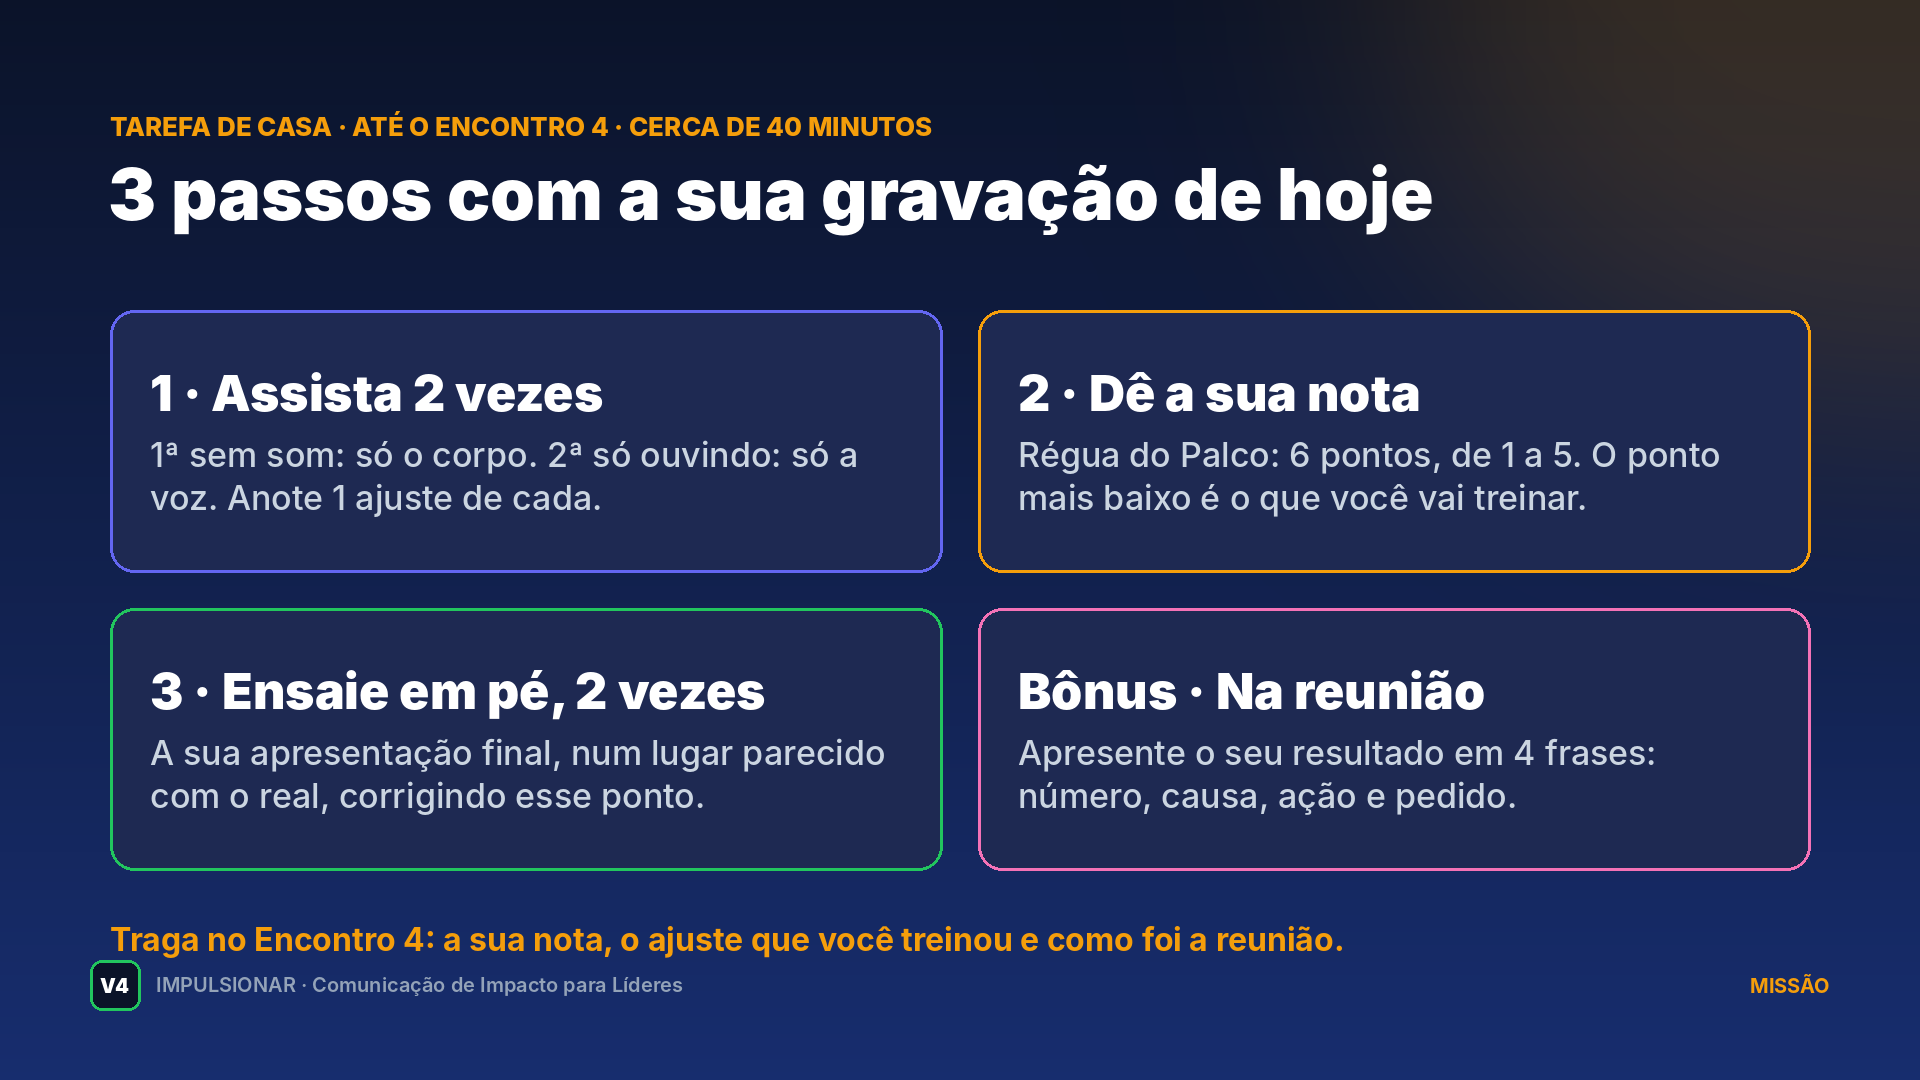 TAREFA DE CASA · ATÉ O ENCONTRO 4 · CERCA DE 40 MINUTOS
3 passos com a sua gravação de hoje
1 · Assista 2 vezes
1ª sem som: só o corpo. 2ª só ouvindo: só a
voz. Anote 1 ajuste de cada.
2 · Dê a sua nota
Régua do Palco: 6 pontos, de 1 a 5. O ponto
mais baixo é o que você vai treinar.
3 · Ensaie em pé, 2 vezes
A sua apresentação final, num lugar parecido
com o real, corrigindo esse ponto.
Bônus · Na reunião
Apresente o seu resultado em 4 frases:
número, causa, ação e pedido.
Traga no Encontro 4: a sua nota, o ajuste que você treinou e como foi a reunião.
V4
IMPULSIONAR · Comunicação de Impacto para Líderes
MISSÃO